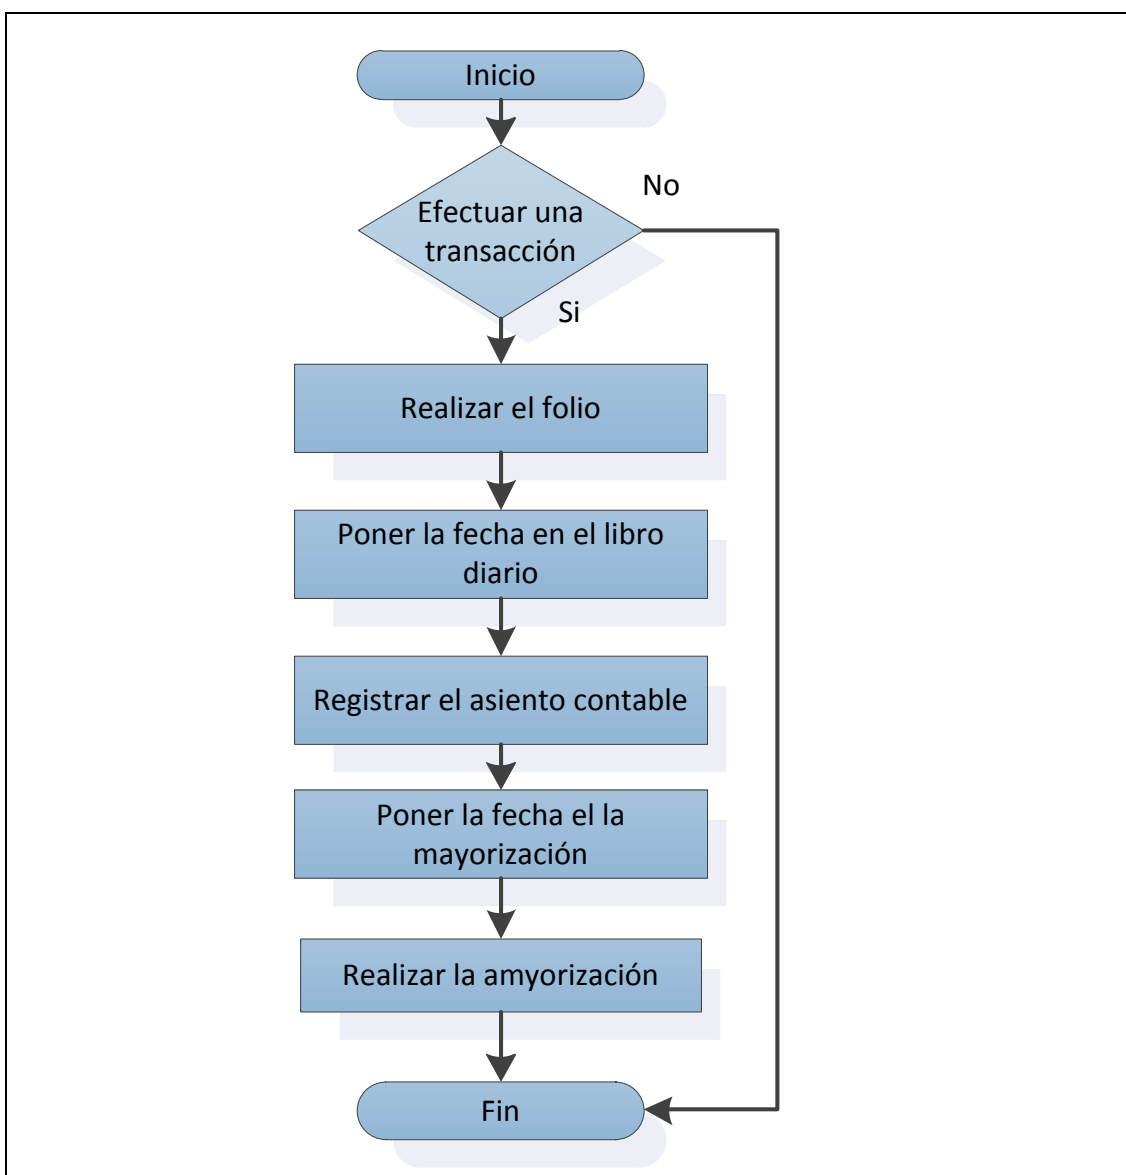 Inicio
No
Efectuar una
transacción
Si
Realizar el folio
Poner la fecha en el libro
diario
Registrar el asiento contable
Poner la fecha el la
mayorización
Realizar la amyorización
Fin